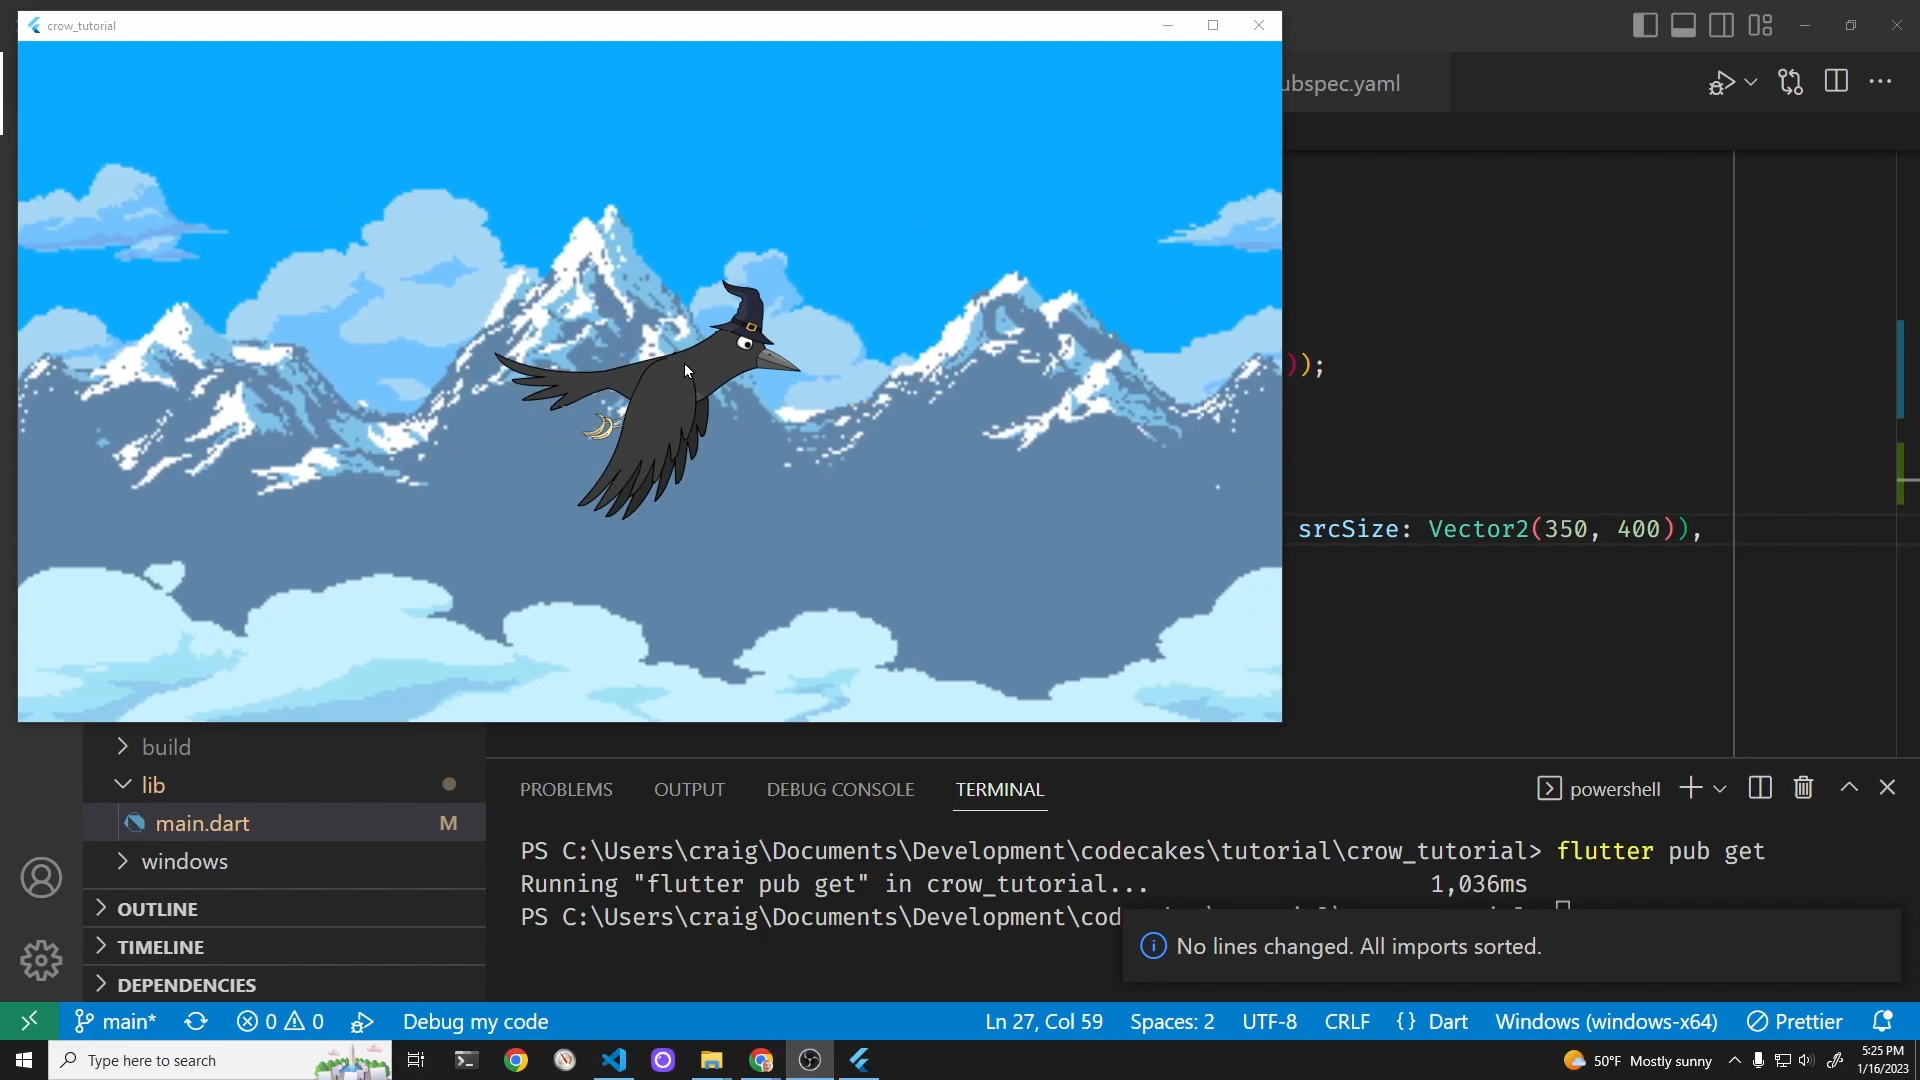 crow_tutorial
ubspec.yaml
));
srcSize: Vector2(350, 400)),
build
lib
main.dart M
windows
OUTLINE
TIMELINE
DEPENDENCIES
PROBLEMS OUTPUT DEBUG CONSOLE TERMINAL
powershell
PS C:\Users\craig\Documents\Development\codecakes\tutorial\crow_tutorial> flutter pub get
Running "flutter pub get" in crow_tutorial... 1,036ms
PS C:\Users\craig\Documents\Development\cod
No lines changed. All imports sorted.
main* 0 0 Debug my code Ln 27, Col 59 Spaces: 2 UTF-8 CRLF {} Dart Windows (windows-x64) Prettier
Type here to search
50°F Mostly sunny
5:25 PM
1/16/2023